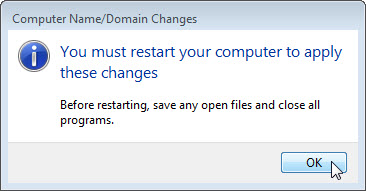 Computer Name/Domain Changes
You must restart your computer to apply
these changes
Before restarting, save any open files and close all
programs.
OK